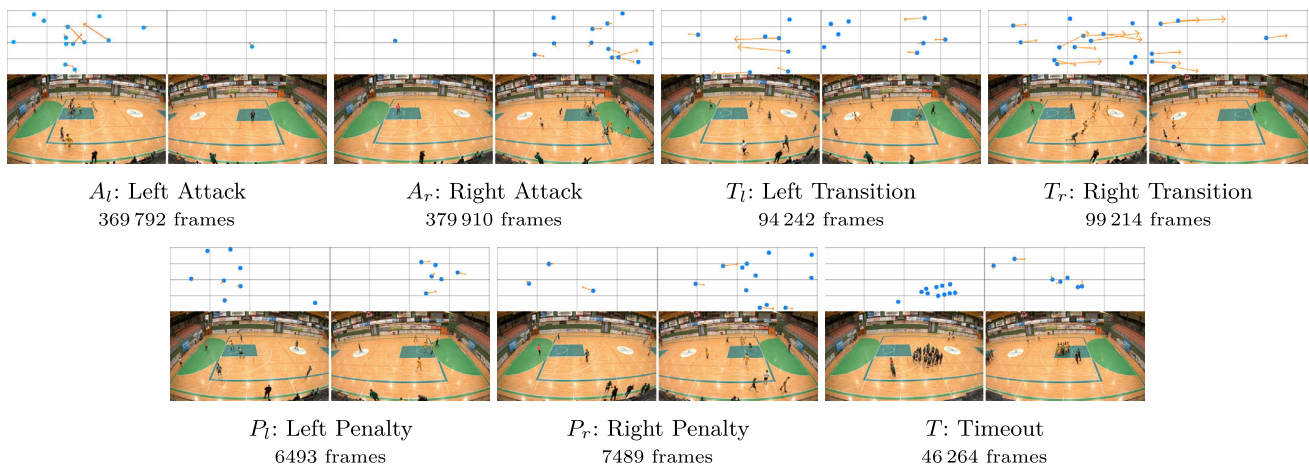 A_l: Left Attack
369 792 frames
A_r: Right Attack
379 910 frames
T_l: Left Transition
94 242 frames
T_r: Right Transition
99 214 frames
P_l: Left Penalty
6493 frames
P_r: Right Penalty
7489 frames
T: Timeout
46 264 frames